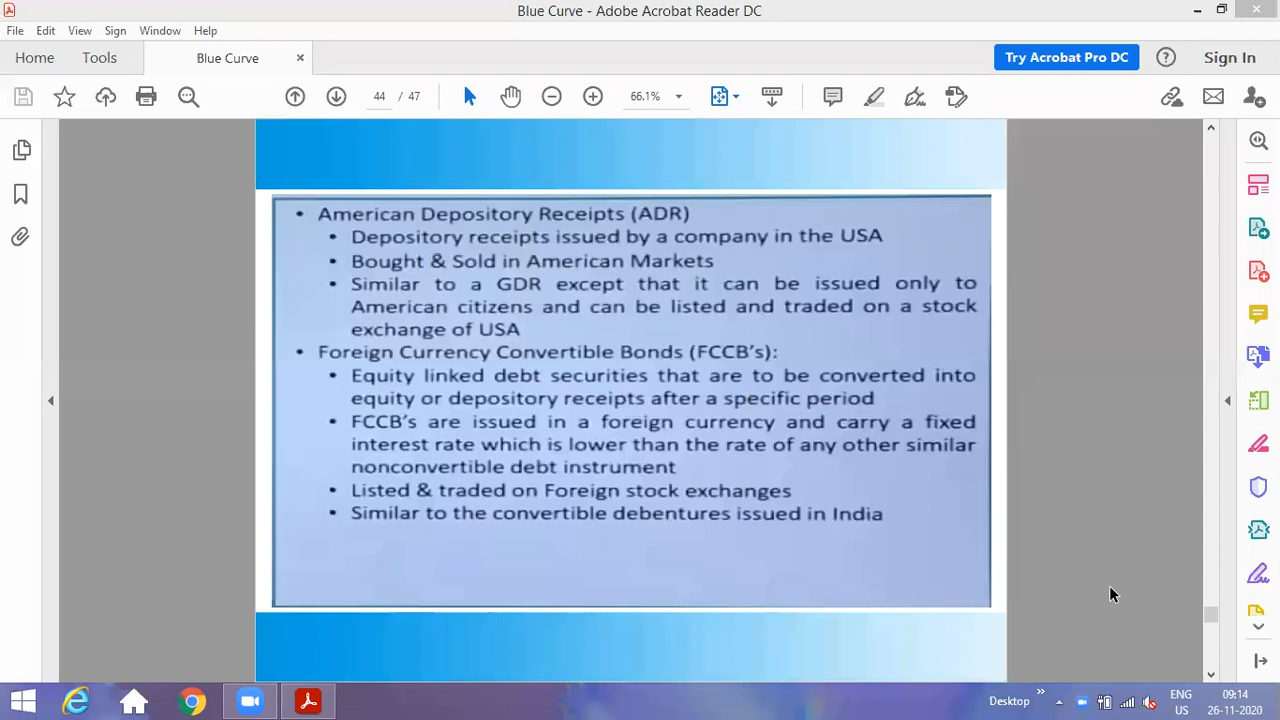 Blue Curve - Adobe Acrobat Reader DC
File Edit View Sign Window Help
Home Tools Blue Curve × Try Acrobat Pro DC ? Sign In
44 / 47 66.1%
• American Depository Receipts (ADR)
• Depository receipts issued by a company in the USA
• Bought & Sold in American Markets
• Similar to a GDR except that it can be issued only to
American citizens and can be listed and traded on a stock
exchange of USA
• Foreign Currency Convertible Bonds (FCCB's):
• Equity linked debt securities that are to be converted into
equity or depository receipts after a specific period
• FCCB's are issued in a foreign currency and carry a fixed
interest rate which is lower than the rate of any other similar
nonconvertible debt instrument
• Listed & traded on Foreign stock exchanges
• Similar to the convertible debentures issued in India
Desktop » ENG 09:14
US 26-11-2020